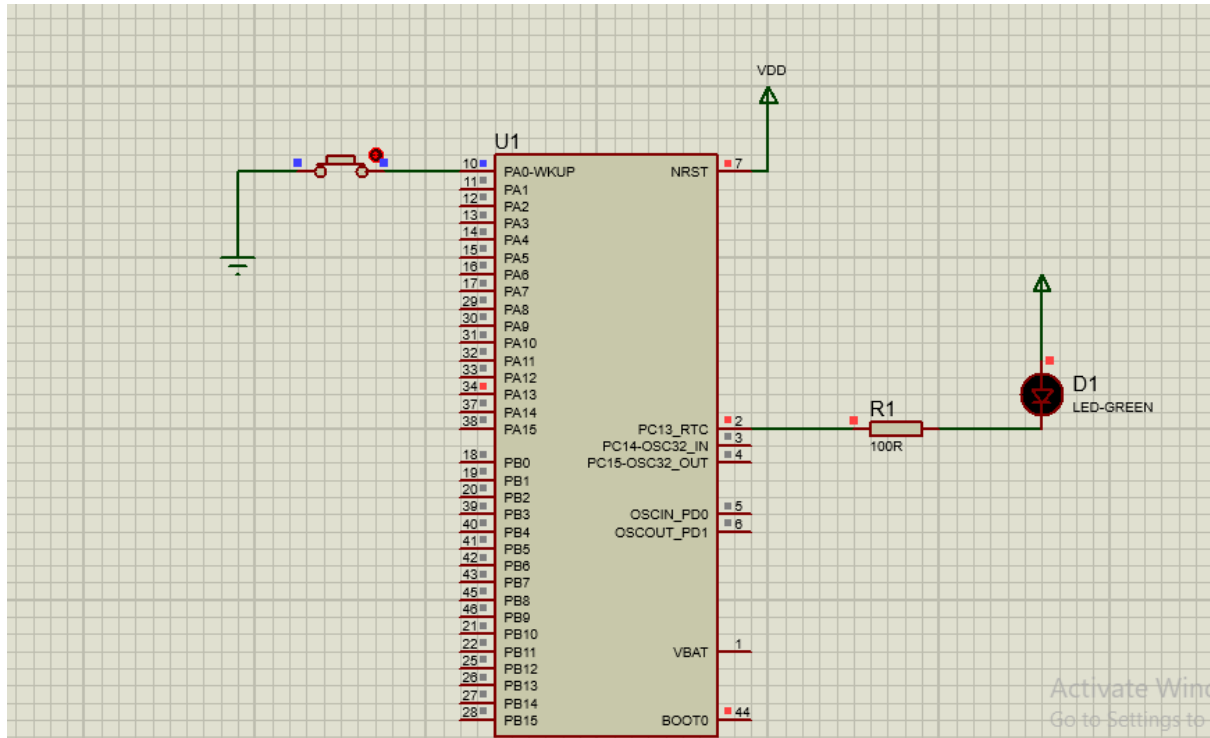 VDD
U1
10 PA0-WKUP
11 PA1
12 PA2
13 PA3
14 PA4
15 PA5
16 PA6
17 PA7
29 PA8
30 PA9
31 PA10
32 PA11
33 PA12
34 PA13
37 PA14
38 PA15
18 PB0
19 PB1
20 PB2
39 PB3
40 PB4
41 PB5
42 PB6
43 PB7
45 PB8
46 PB9
21 PB10
22 PB11
25 PB12
26 PB13
27 PB14
28 PB15
NRST 7
PC13_RTC 2
PC14-OSC32_IN 3
PC15-OSC32_OUT 4
OSCIN_PD0 5
OSCOUT_PD1 6
VBAT 1
BOOT0 44
R1
100R
D1
LED-GREEN
Activate Winc
Go to Settings to